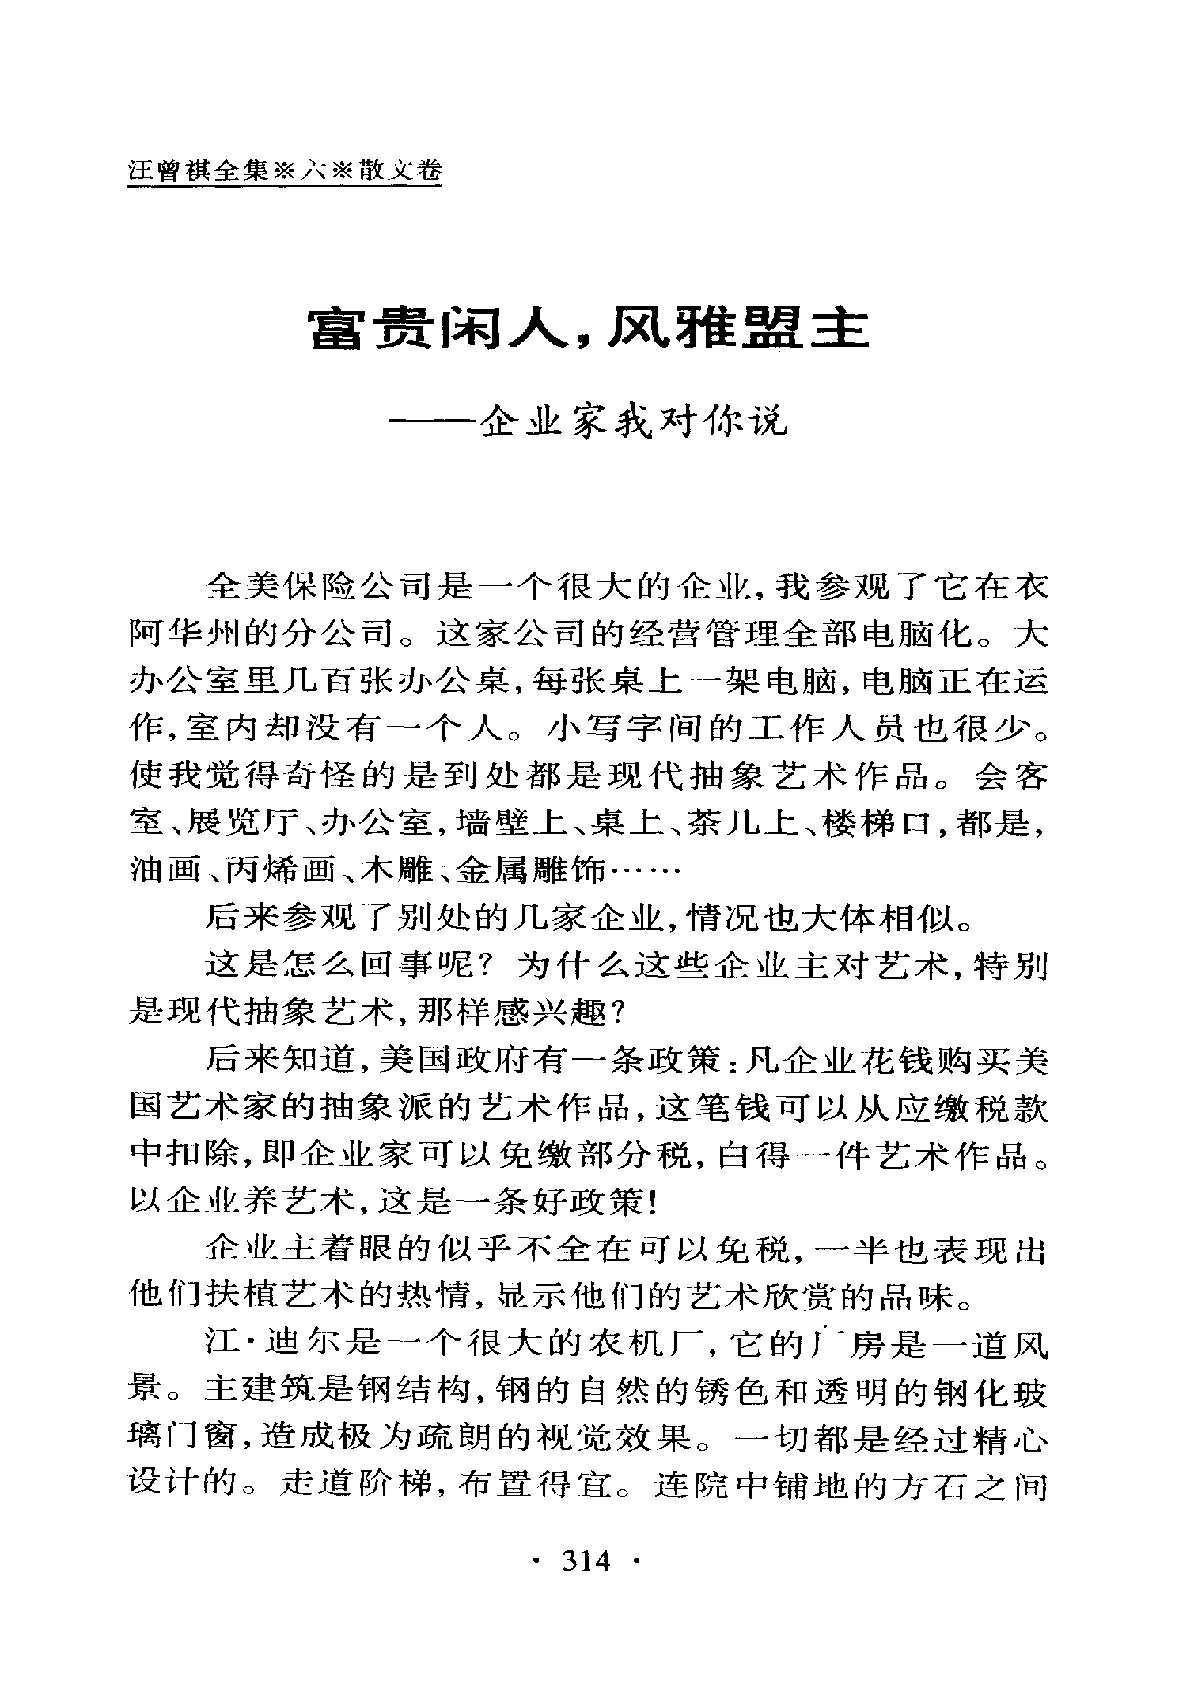 汪曾祺全集※六※散文卷
富贵闲人,风雅盟主
——企业家我对你说
全美保险公司是一个很大的企业,我参观了它在衣
阿华州的分公司。这家公司的经营管理全部电脑化。大
办公室里几百张办公桌,每张桌上一架电脑,电脑正在运
作,室内却没有一个人。小写字间的工作人员也很少。
使我觉得奇怪的是到处都是现代抽象艺术作品。会客
室、展览厅、办公室,墙壁上、桌上、茶儿上、楼梯口,都是,
油画、丙烯画、木雕、金属雕饰……
后来参观了别处的几家企业,情况也大体相似。
这是怎么回事呢?为什么这些企业主对艺术,特别
是现代抽象艺术,那样感兴趣?
后来知道,美国政府有一条政策:凡企业花钱购买美
国艺术家的抽象派的艺术作品,这笔钱可以从应缴税款
中扣除,即企业家可以免缴部分税,白得一件艺术作品。
以企业养艺术,这是一条好政策!
企业主着眼的似乎不全在可以免税,一半也表现出
他们扶植艺术的热情,显示他们的艺术欣赏的品味。
江·迪尔是一个很大的农机厂,它的厂房是一道风
景。主建筑是钢结构,钢的自然的锈色和透明的钢化玻
璃门窗,造成极为疏朗的视觉效果。一切都是经过精心
设计的。走道阶梯,布置得宜。连院中铺地的方石之间
· 314 ·